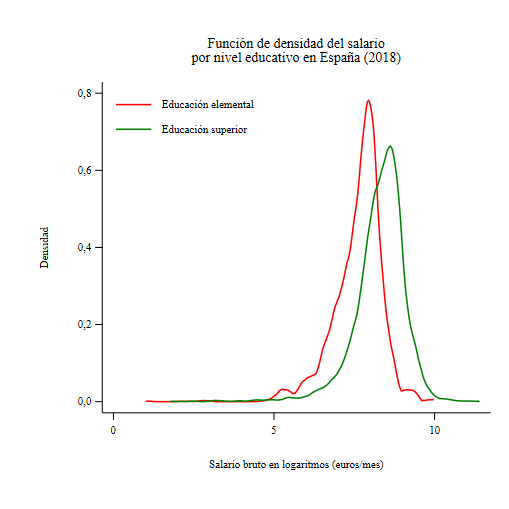 Función de densidad del salario
por nivel educativo en España (2018)
Educación elemental
Educación superior
0,8
0,6
0,4
0,2
0,0
Densidad
0
5
10
Salario bruto en logaritmos (euros/mes)